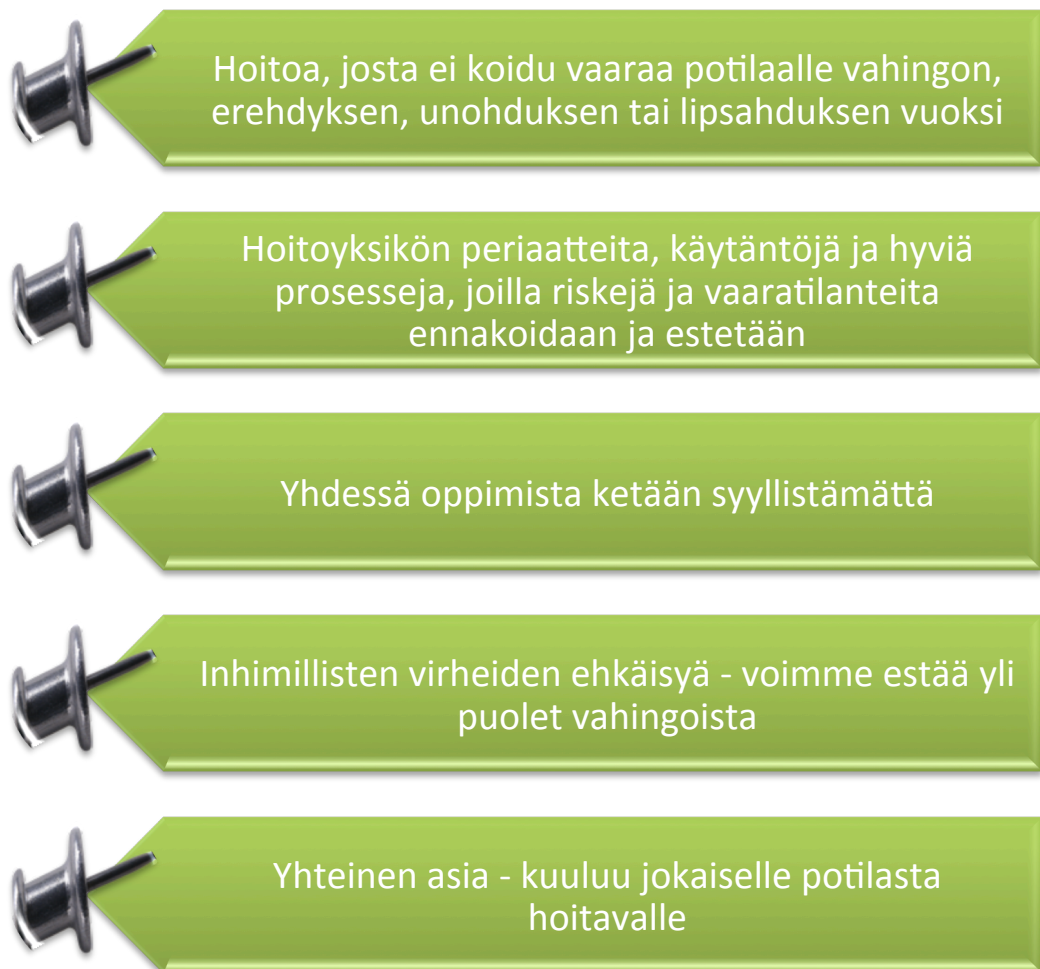 Hoitoa, josta ei koidu vaaraa potilaalle vahingon,
erehdyksen, unohduksen tai lipsahduksen vuoksi
Hoitoyksikön periaatteita, käytäntöjä ja hyviä
prosesseja, joilla riskejä ja vaaratilanteita
ennakoidaan ja estetään
Yhdessä oppimista ketään syyllistämättä
Inhimillisten virheiden ehkäisyä - voimme estää yli
puolet vahingoista
Yhteinen asia - kuuluu jokaiselle potilasta
hoitavalle